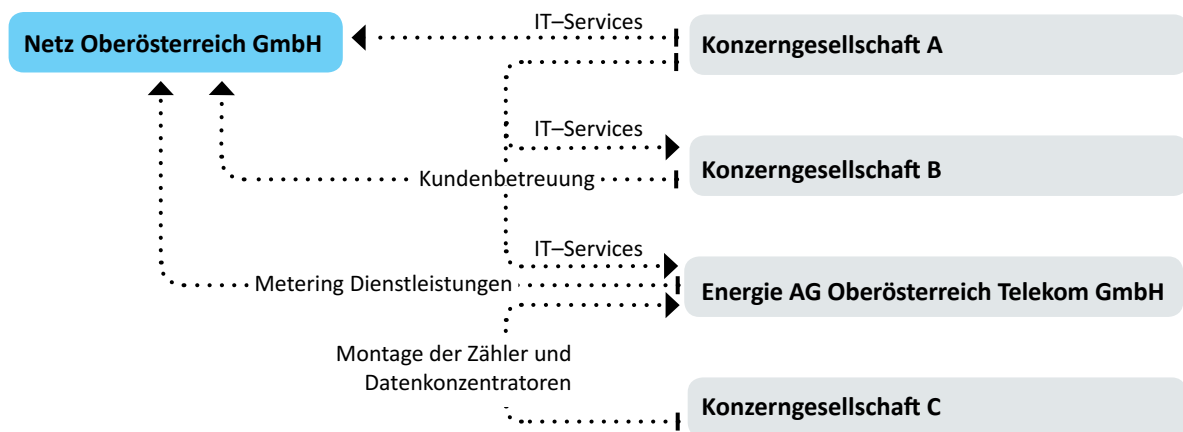 IT–Services
Netz Oberösterreich GmbH
Konzerngesellschaft A
IT–Services
Konzerngesellschaft B
Kundenbetreuung
IT–Services
Metering Dienstleistungen
Energie AG Oberösterreich Telekom GmbH
Montage der Zähler und
Datenkonzentratoren
Konzerngesellschaft C